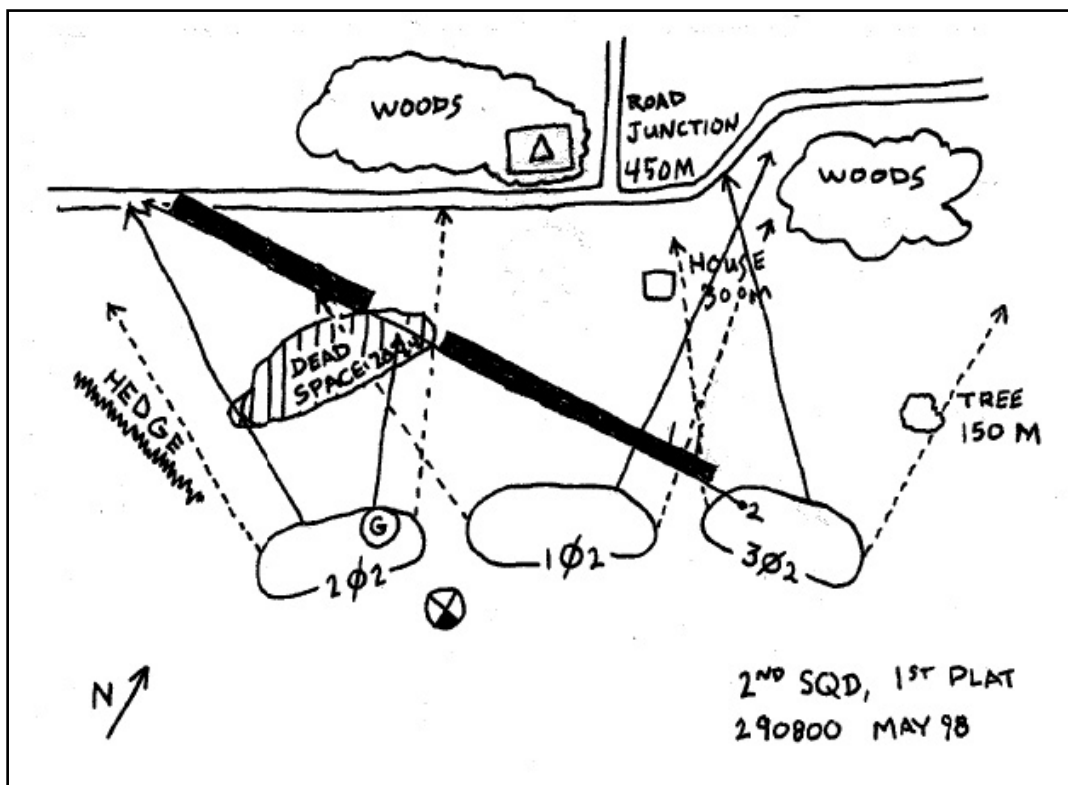 WOODS
ROAD
JUNCTION
450M
WOODS
HOUSE
300M
DEAD
SPACE
HEDGE
TREE
150 M
2
G
2Ø2
1Ø2
3Ø2
N
2ND SQD, 1ST PLAT
290800 MAY 98